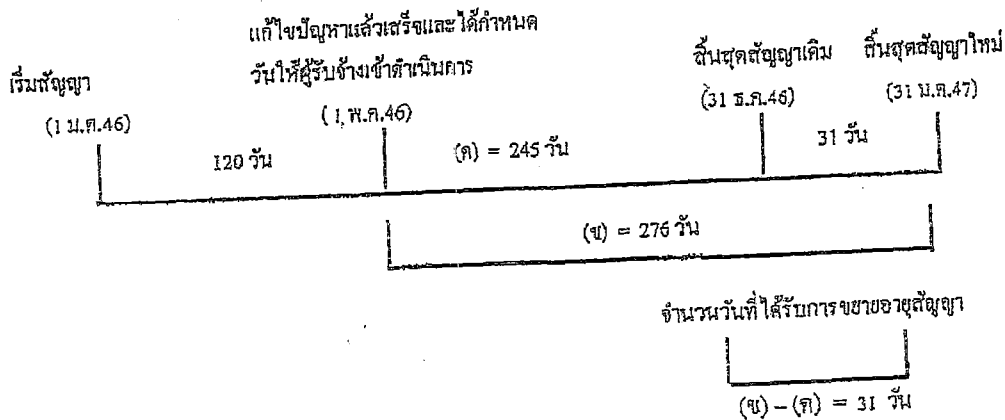 แก้ไขปัญหาแล้วเสร็จและได้กำหนด
วันให้ผู้รับจ้างเข้าดำเนินการ
(1 พ.ค.46)
เริ่มสัญญา
(1 ม.ค.46)
สิ้นสุดสัญญาเดิม
(31 ธ.ค.46)
สิ้นสุดสัญญาใหม่
(31 ม.ค.47)
120 วัน
(ค) = 245 วัน
31 วัน
(ข) = 276 วัน
จำนวนวันที่ได้รับการขยายอายุสัญญา
(ข) – (ค) = 31 วัน